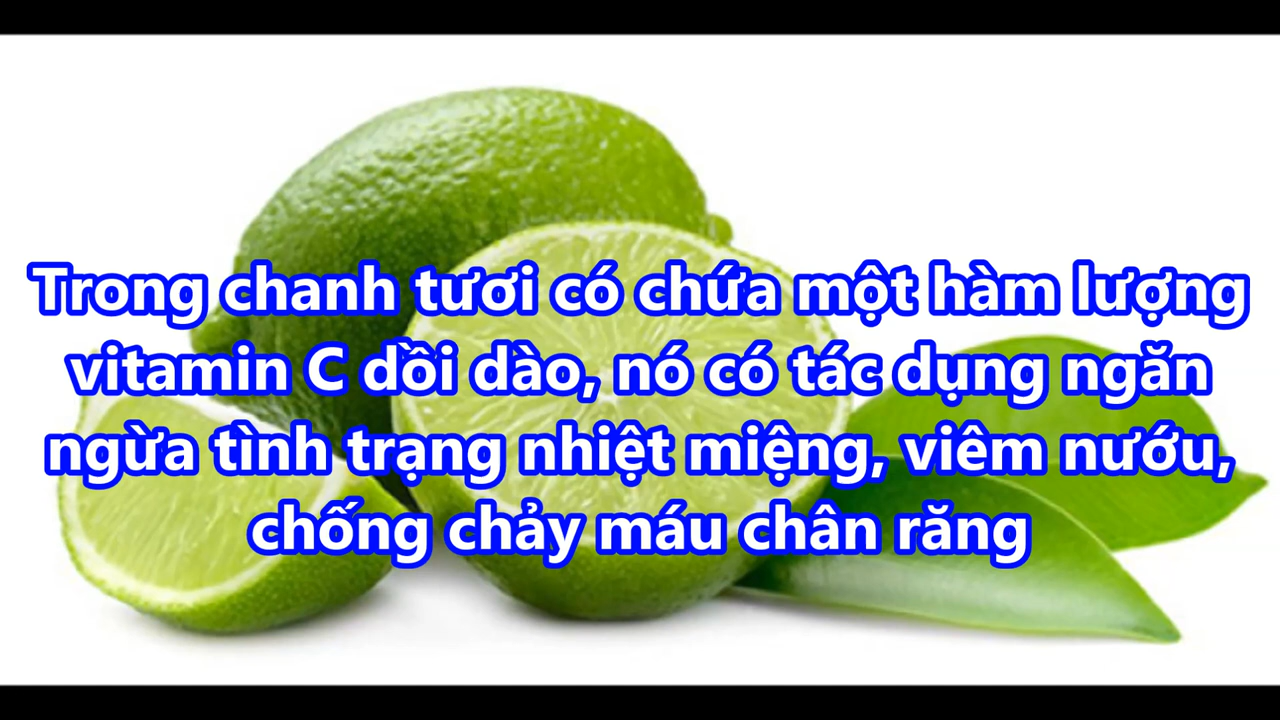 Trong chanh tươi có chứa một hàm lượng
vitamin C dồi dào, nó có tác dụng ngăn
ngừa tình trạng nhiệt miệng, viêm nướu,
chống chảy máu chân răng